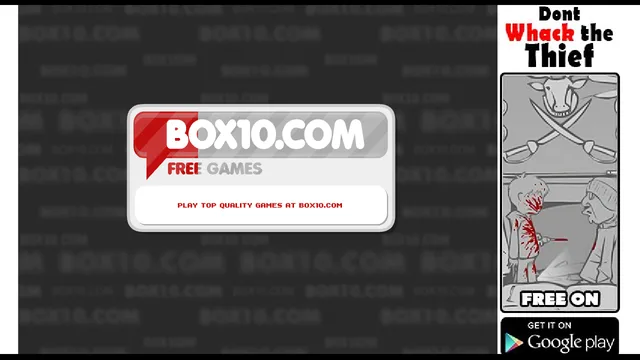 BOX10.COM
FREE GAMES
PLAY TOP QUALITY GAMES AT BOX10.COM
Dont
Whack the
Thief
FREE ON
GET IT ON
Google play